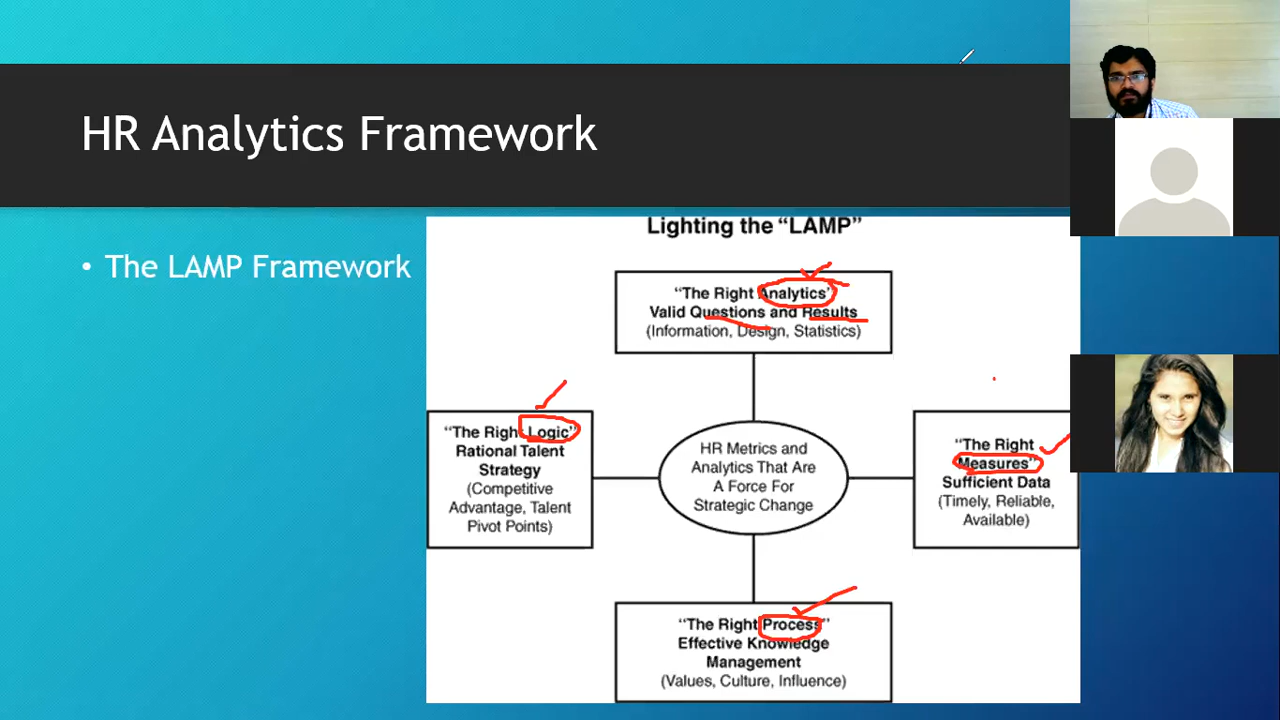 HR Analytics Framework
• The LAMP Framework
Lighting the “LAMP”
“The Right Analytics”
Valid Questions and Results
(Information, Design, Statistics)
“The Right Logic”
Rational Talent
Strategy
(Competitive
Advantage, Talent
Pivot Points)
HR Metrics and
Analytics That Are
A Force For
Strategic Change
“The Right
Measures”
Sufficient Data
(Timely, Reliable,
Available)
“The Right Process”
Effective Knowledge
Management
(Values, Culture, Influence)